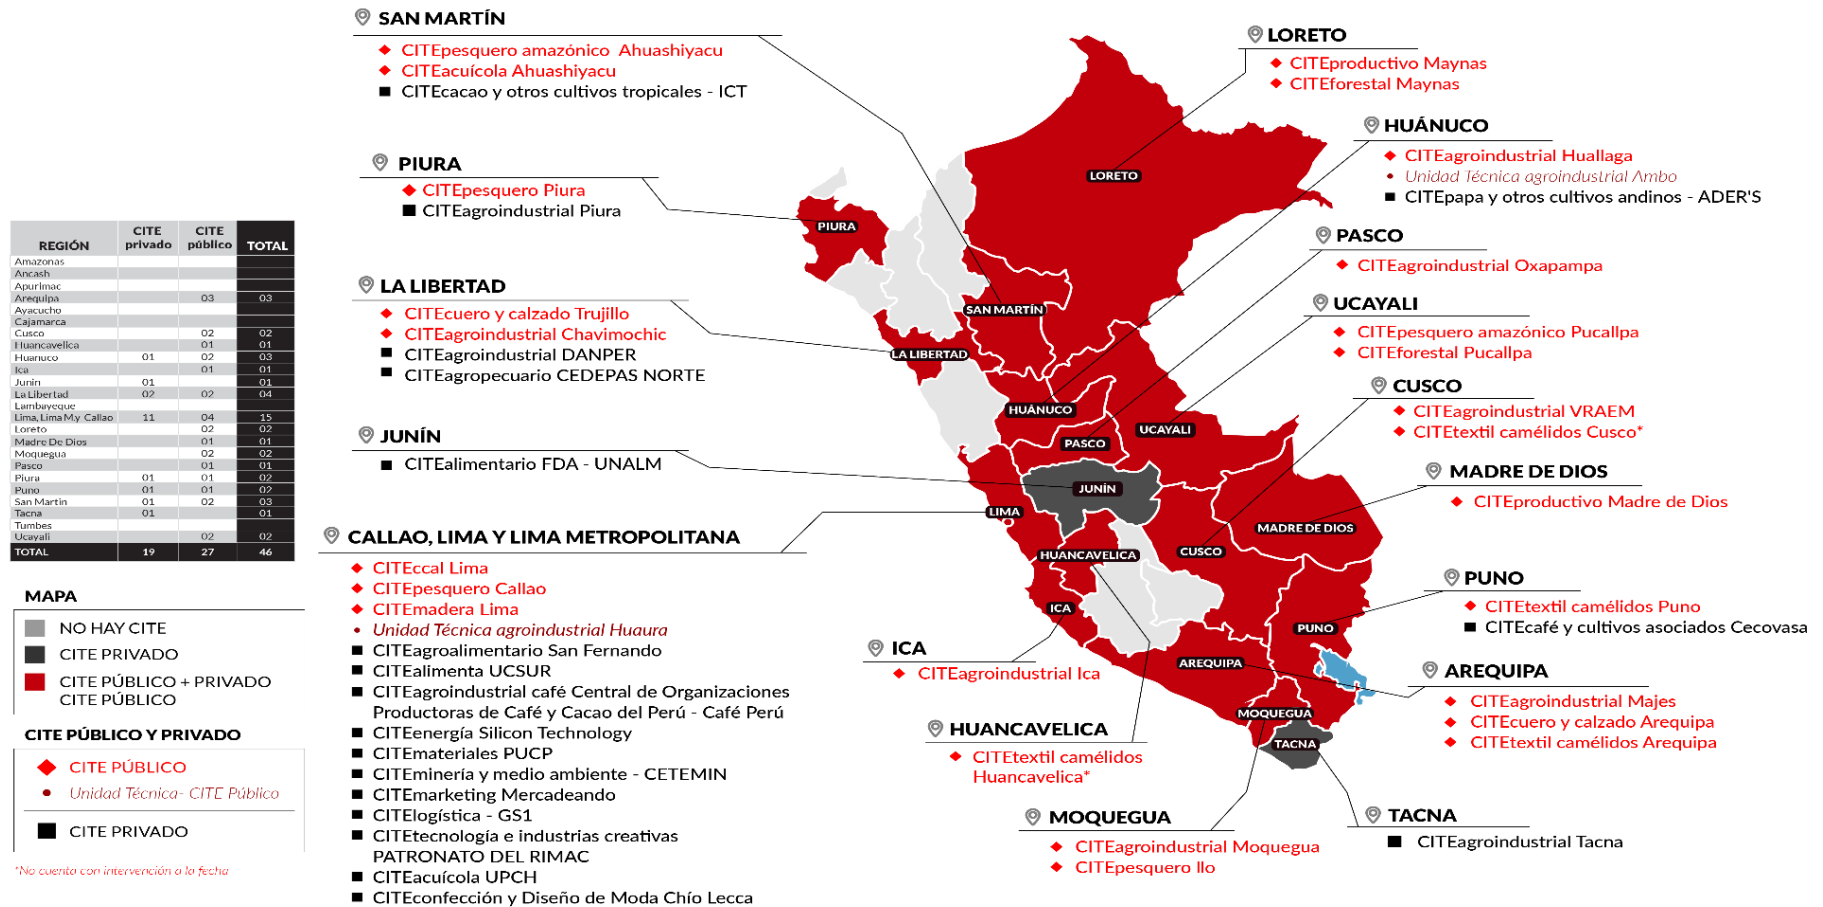 SAN MARTÍN
CITEpesquero amazónico Ahuashiyacu
CITEacuícola Ahuashiyacu
CITEcacao y otros cultivos tropicales - ICT
PIURA
CITEpesquero Piura
CITEagroindustrial Piura
LA LIBERTAD
CITEcuero y calzado Trujillo
CITEagroindustrial Chavimochic
CITEagroindustrial DANPER
CITEagropecuario CEDEPAS NORTE
JUNÍN
CITEalimentario FDA - UNALM
CALLAO, LIMA Y LIMA METROPOLITANA
CITEccal Lima
CITEpesquero Callao
CITEmadera Lima
Unidad Técnica agroindustrial Huaura
CITEagroalimentario San Fernando
CITEalimenta UCSUR
CITEagroindustrial café Central de Organizaciones
Productoras de Café y Cacao del Perú - Café Perú
CITEenergía Silicon Technology
CITEmateriales PUCP
CITEminería y medio ambiente - CETEMIN
CITEmarketing Mercadeando
CITElogística - GS1
CITEtecnología e industrias creativas
PATRONATO DEL RIMAC
CITEacuícola UPCH
CITEconfección y Diseño de Moda Chío Lecca
REGIÓN CITE privado CITE público TOTAL
Amazonas
Ancash
Apurimac
Arequipa 03 03
Ayacucho
Cajamarca
Cusco 02 02
Huancavelica 01 01
Huanuco 01 02 03
Ica 01 01
Junin 01 01
La Libertad 02 02 04
Lambayeque
Lima, Lima M.y Callao 11 04 15
Loreto 02 02
Madre De Dios 01 01
Moquegua 02 02
Pasco 01 01
Piura 01 01 02
Puno 01 01 02
San Martin 01 02 03
Tacna 01 01
Tumbes
Ucayali 02 02
TOTAL 19 27 46
MAPA
NO HAY CITE
CITE PRIVADO
CITE PÚBLICO + PRIVADO
CITE PÚBLICO
CITE PÚBLICO Y PRIVADO
CITE PÚBLICO
Unidad Técnica- CITE Público
CITE PRIVADO
*No cuenta con intervención a la fecha
LORETO
PIURA
SAN MARTÍN
LA LIBERTAD
HUÁNUCO
UCAYALI
PASCO
JUNÍN
LIMA
MADRE DE DIOS
CUSCO
HUANCAVELICA
ICA
PUNO
AREQUIPA
MOQUEGUA
TACNA
LORETO
CITEproductivo Maynas
CITEforestal Maynas
HUÁNUCO
CITEagroindustrial Huallaga
Unidad Técnica agroindustrial Ambo
CITEpapa y otros cultivos andinos - ADER'S
PASCO
CITEagroindustrial Oxapampa
UCAYALI
CITEpesquero amazónico Pucallpa
CITEforestal Pucallpa
CUSCO
CITEagroindustrial VRAEM
CITEtextil camélidos Cusco*
MADRE DE DIOS
CITEproductivo Madre de Dios
PUNO
CITEtextil camélidos Puno
CITEcafé y cultivos asociados Cecovasa
AREQUIPA
CITEagroindustrial Majes
CITEcuero y calzado Arequipa
CITEtextil camélidos Arequipa
ICA
CITEagroindustrial Ica
HUANCAVELICA
CITEtextil camélidos
Huancavelica*
MOQUEGUA
CITEagroindustrial Moquegua
CITEpesquero Ilo
TACNA
CITEagroindustrial Tacna